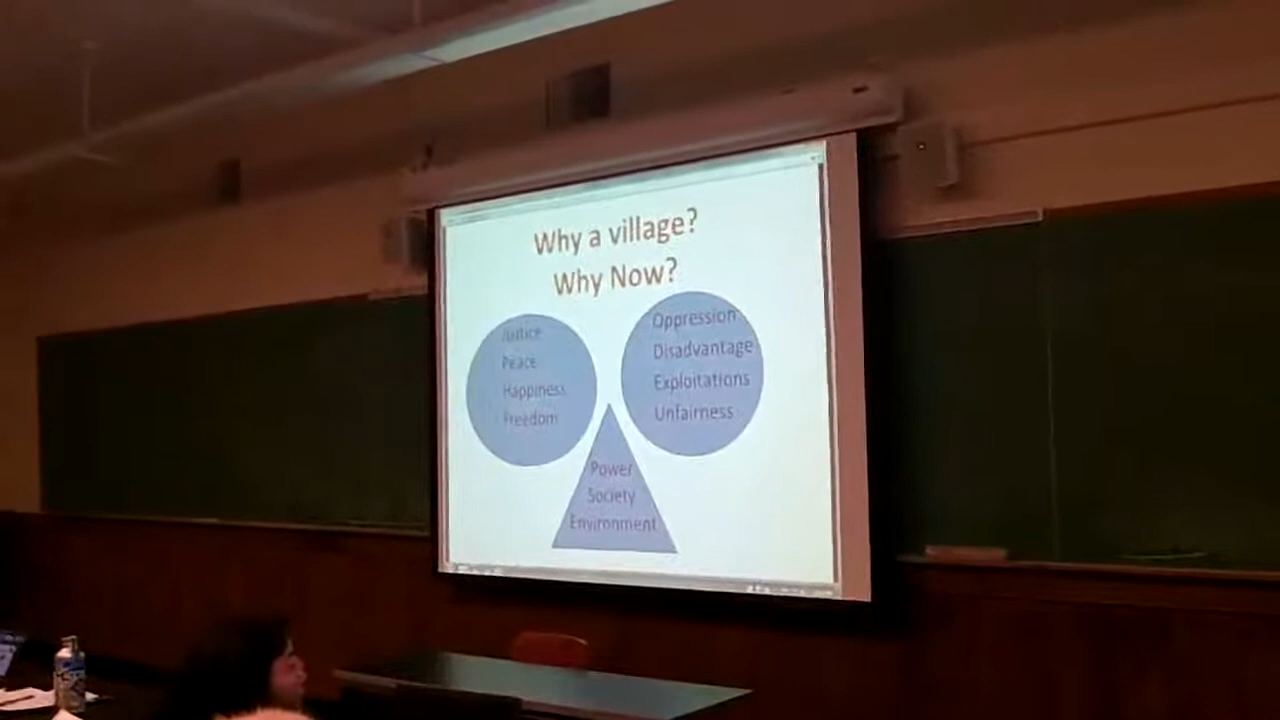 Why a village?
Why Now?
Justice
Peace
Happiness
Freedom
Oppression
Disadvantage
Exploitations
Unfairness
Power
Society
Environment